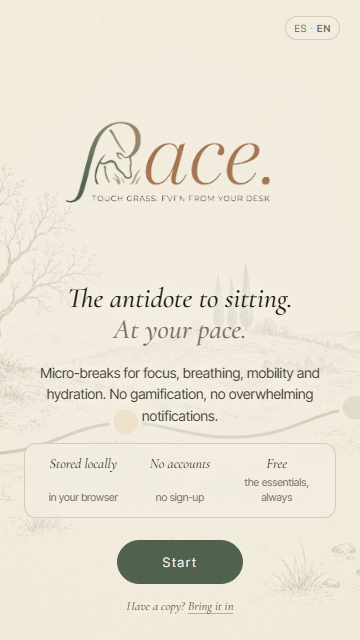 ES · EN
Pace.
TOUCH GRASS. EVEN FROM YOUR DESK
The antidote to sitting.
At your pace.
Micro-breaks for focus, breathing, mobility and
hydration. No gamification, no overwhelming
notifications.
Stored locally
in your browser
No accounts
no sign-up
Free
the essentials,
always
Start
Have a copy? Bring it in